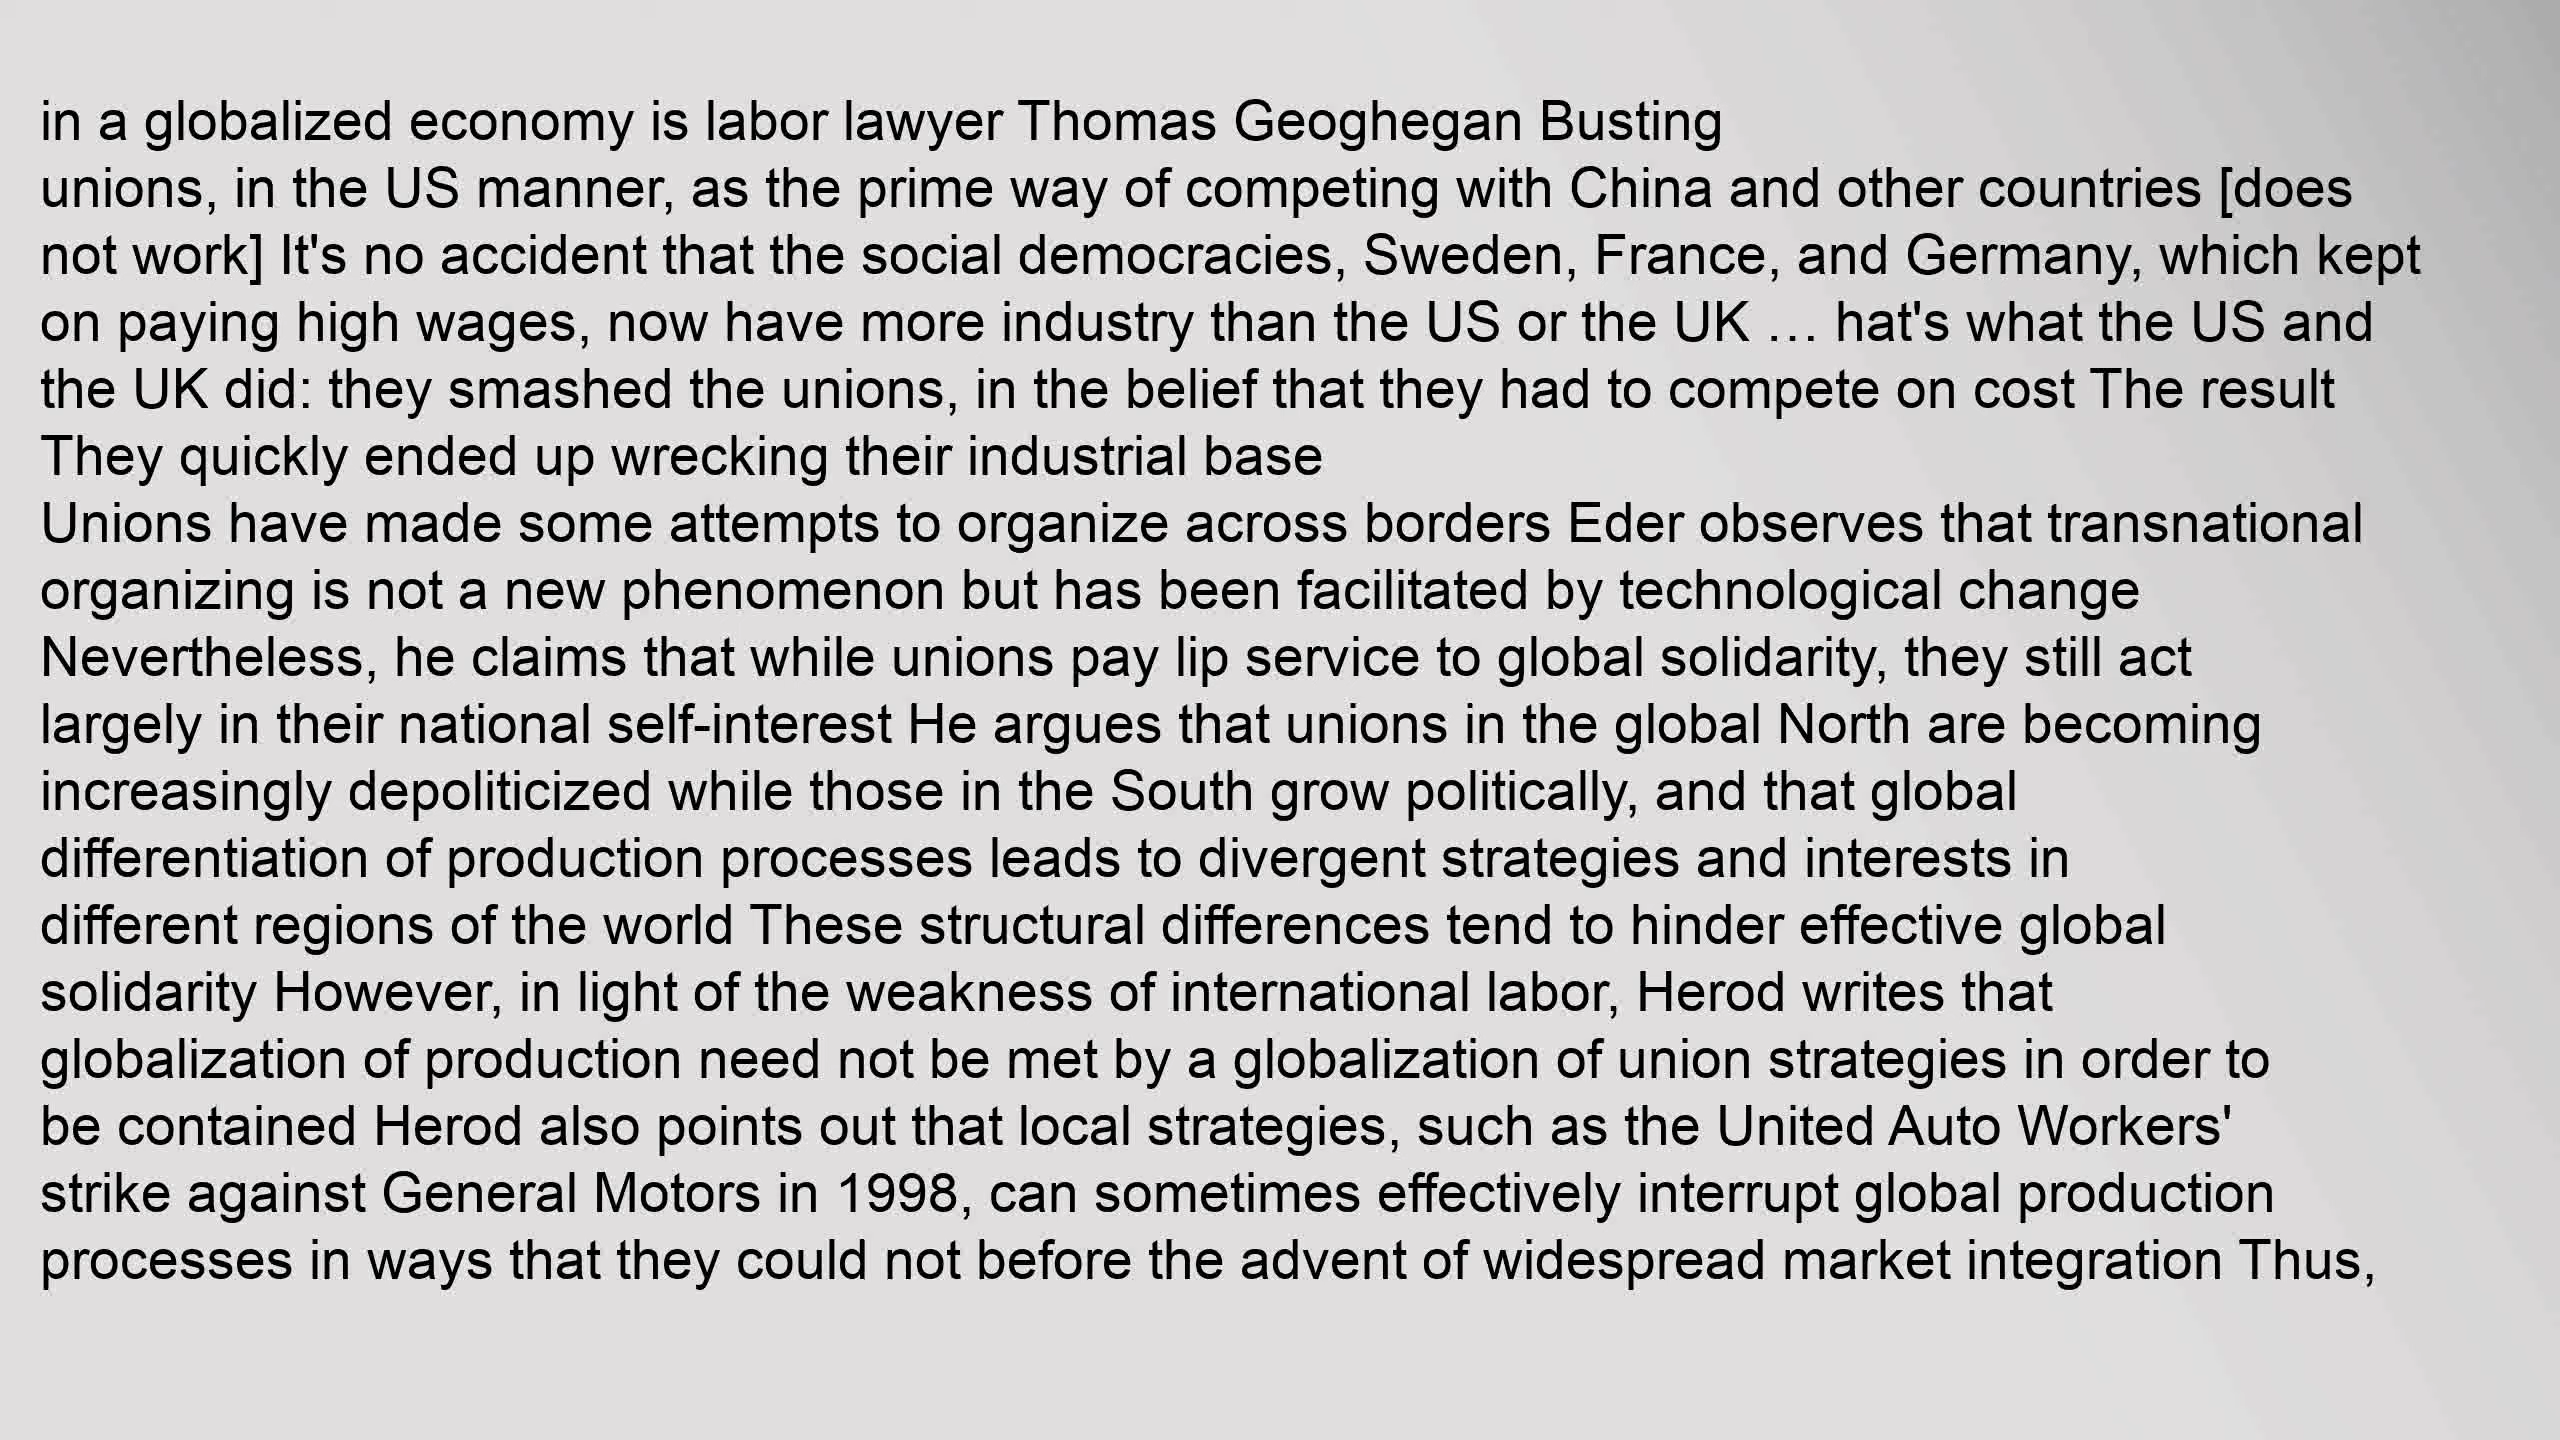 in a globalized economy is labor lawyer Thomas Geoghegan Busting
unions, in the US manner, as the prime way of competing with China and other countries [does
not work] It's no accident that the social democracies, Sweden, France, and Germany, which kept
on paying high wages, now have more industry than the US or the UK … hat's what the US and
the UK did: they smashed the unions, in the belief that they had to compete on cost The result
They quickly ended up wrecking their industrial base
Unions have made some attempts to organize across borders Eder observes that transnational
organizing is not a new phenomenon but has been facilitated by technological change
Nevertheless, he claims that while unions pay lip service to global solidarity, they still act
largely in their national self-interest He argues that unions in the global North are becoming
increasingly depoliticized while those in the South grow politically, and that global
differentiation of production processes leads to divergent strategies and interests in
different regions of the world These structural differences tend to hinder effective global
solidarity However, in light of the weakness of international labor, Herod writes that
globalization of production need not be met by a globalization of union strategies in order to
be contained Herod also points out that local strategies, such as the United Auto Workers'
strike against General Motors in 1998, can sometimes effectively interrupt global production
processes in ways that they could not before the advent of widespread market integration Thus,